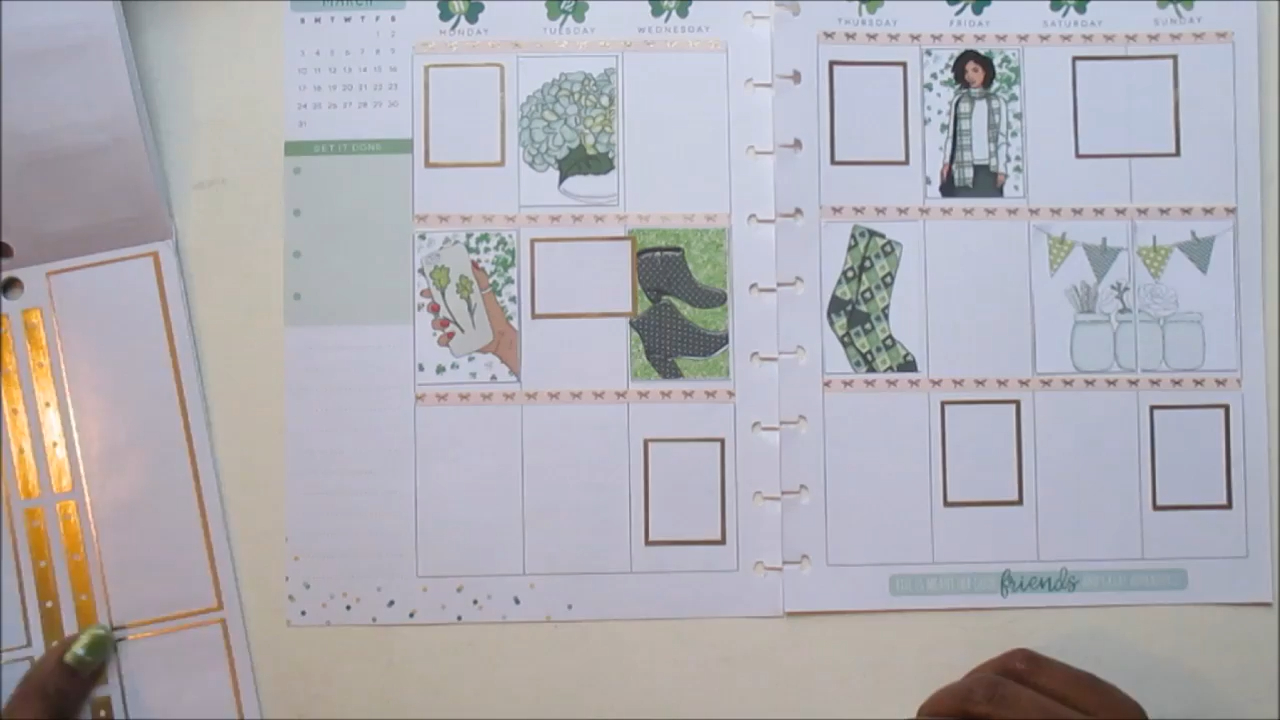 MARCH
S M T W T F S
1 2
3 4 5 6 7 8 9
10 11 12 13 14 15 16
17 18 19 20 21 22 23
24 25 26 27 28 29 30
31
GET IT DONE
11 12
MONDAY TUESDAY WEDNESDAY
THURSDAY FRIDAY SATURDAY SUNDAY
friends